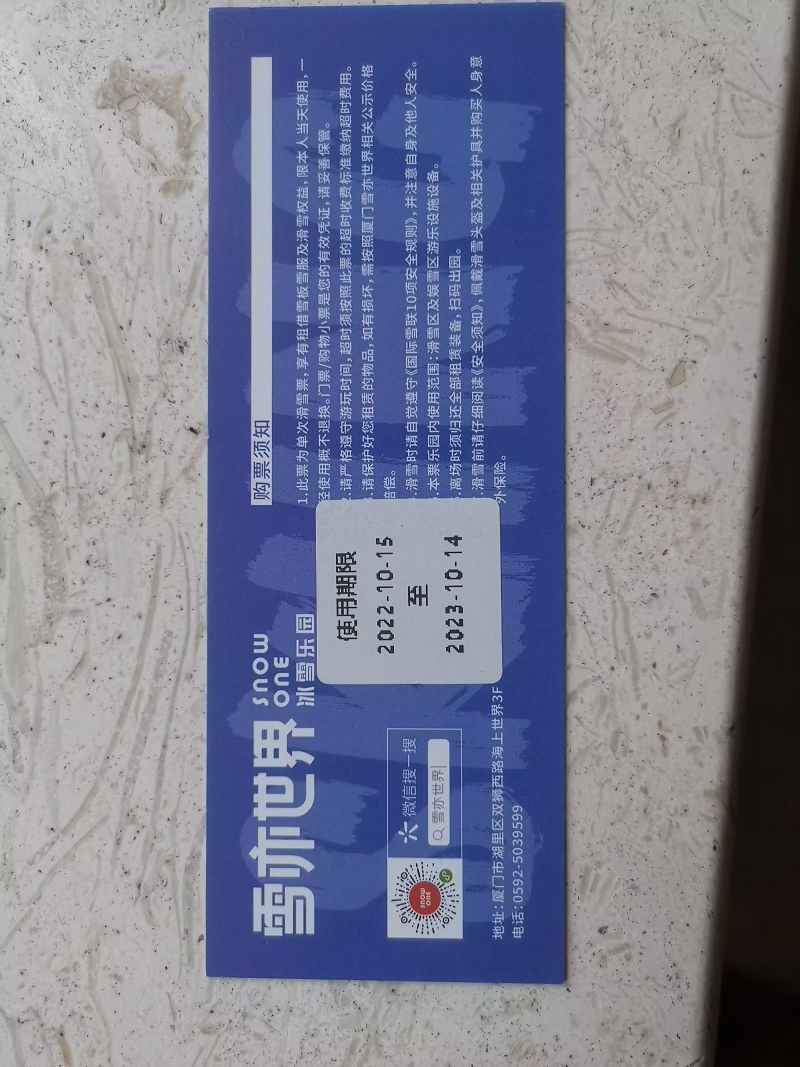 雪亦世界
SNOW
ONE
冰雪乐园
微信搜一搜
雪亦世界
SNOW
ONE
地址：厦门市湖里区双狮西路海上世界3F
电话：0592-5039599
使用期限
2022-10-15
至
2023-10-14
购票须知
1.此票为单次滑雪票，享有租借雪板雪服及滑雪权益，限本人当天使用，一
经使用概不退换。门票/购物小票是您的有效凭证，请妥善保管。
.请严格遵守游玩时间，超时须按照此票的超时收费标准缴纳超时费用。
.请保护好您租赁的物品，如有损坏，需按照厦门雪亦世界相关公示价格
赔偿。
.滑雪时请自觉遵守《国际雪联10项安全规则》，并注意自身及他人安全。
.本票乐园内使用范围：滑雪区及娱雪区游乐设施设备。
.离场时须归还全部租赁装备，扫码出园。
.滑雪前请仔细阅读《安全须知》，佩戴滑雪头盔及相关护具并购买人身意
外保险。